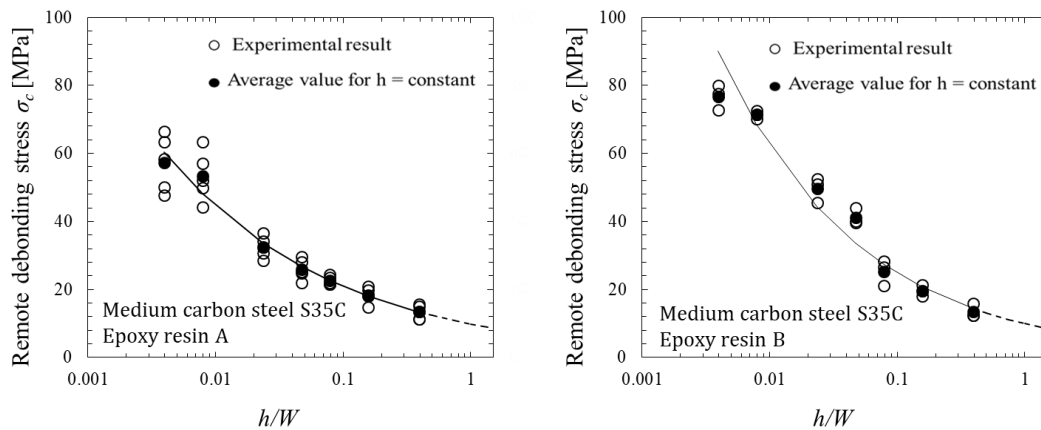 Remote debonding stress σc [MPa]
100
80
60
40
20
0
Experimental result
Average value for h = constant
Medium carbon steel S35C
Epoxy resin A
0.001
0.01
0.1
1
h/W
Remote debonding stress σc [MPa]
100
80
60
40
20
0
Experimental result
Average value for h = constant
Medium carbon steel S35C
Epoxy resin B
0.001
0.01
0.1
1
h/W